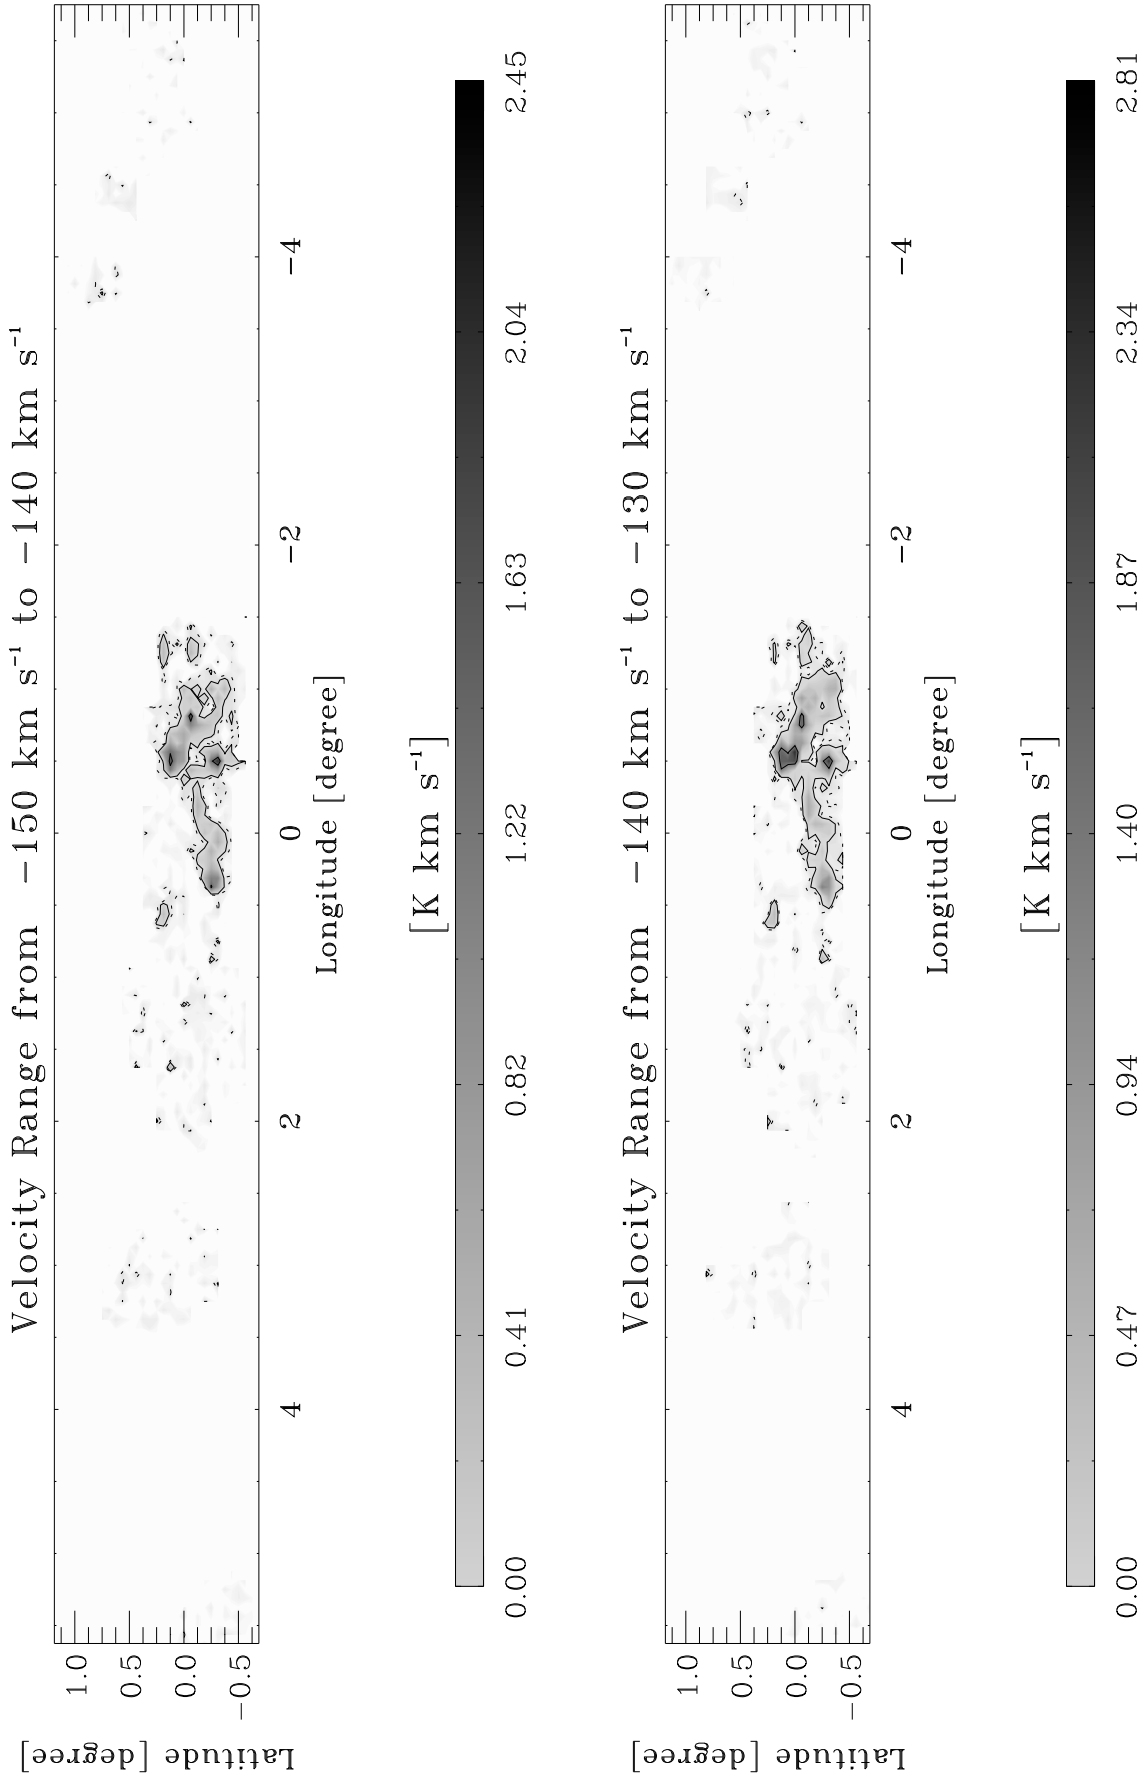 Velocity Range from −150 km s⁻¹ to −140 km s⁻¹
Latitude [degree]
1.0
0.5
0.0
−0.5
4 2 0 −2 −4
Longitude [degree]
[K km s⁻¹]
0.00 0.41 0.82 1.22 1.63 2.04 2.45
Velocity Range from −140 km s⁻¹ to −130 km s⁻¹
Latitude [degree]
1.0
0.5
0.0
−0.5
4 2 0 −2 −4
Longitude [degree]
[K km s⁻¹]
0.00 0.47 0.94 1.40 1.87 2.34 2.81